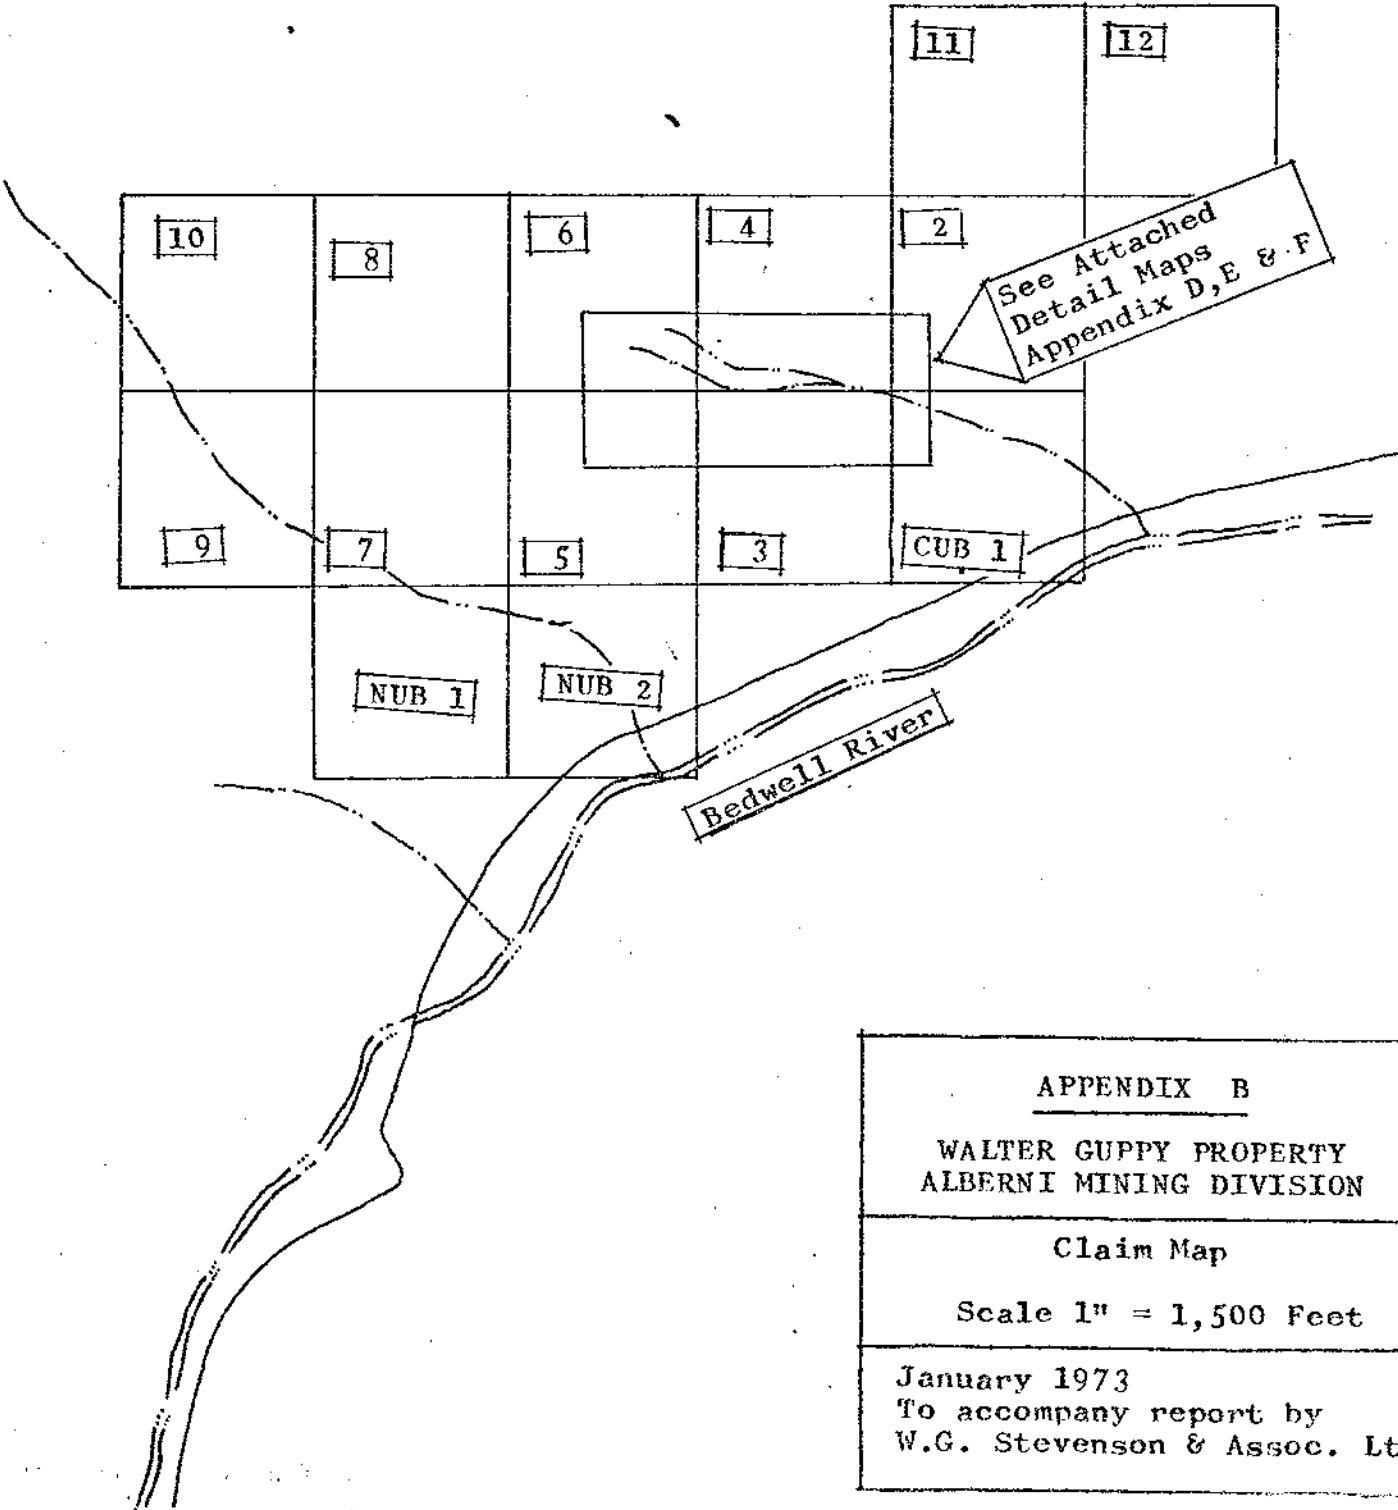 11
12
10
8
6
4
2
See Attached
Detail Maps
Appendix D,E & F
9
7
5
3
CUB 1
NUB 1
NUB 2
Bedwell River
APPENDIX B
WALTER GUPPY PROPERTY
ALBERNI MINING DIVISION
Claim Map
Scale 1" = 1,500 Feet
January 1973
To accompany report by
W.G. Stevenson & Assoc. Lt